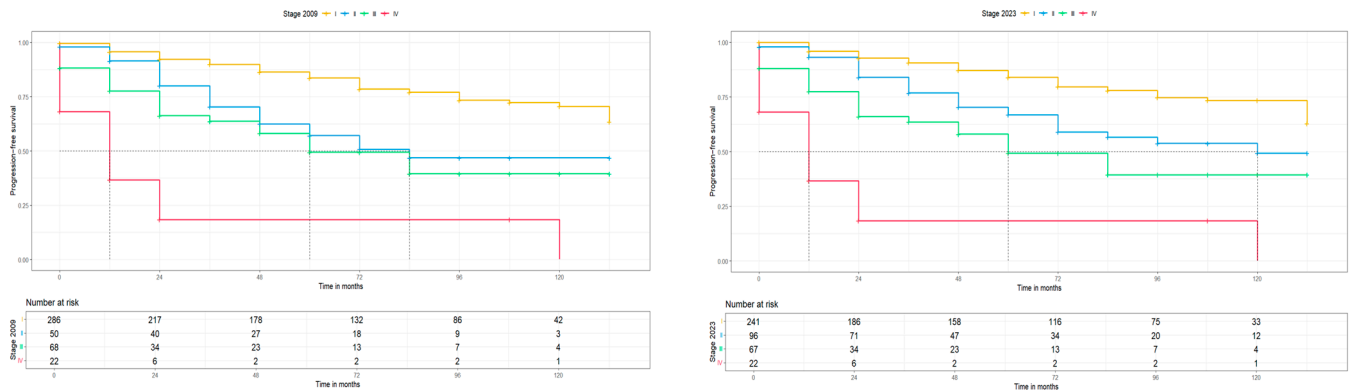 Stage 2009 I II III IV
Progression-free survival
1.00
0.75
0.50
0.25
0.00
0 24 48 72 96 120
Time in months
Number at risk
Stage 2009
I 286 217 178 132 86 42
II 50 40 27 18 9 3
III 68 34 23 13 7 4
IV 22 6 2 2 2 1
0 24 48 72 96 120
Time in months
Stage 2023 I II III IV
Progression-free survival
1.00
0.75
0.50
0.25
0.00
0 24 48 72 96 120
Time in months
Number at risk
Stage 2023
I 241 186 158 116 75 33
II 96 71 47 34 20 12
III 67 34 23 13 7 4
IV 22 6 2 2 2 1
0 24 48 72 96 120
Time in months